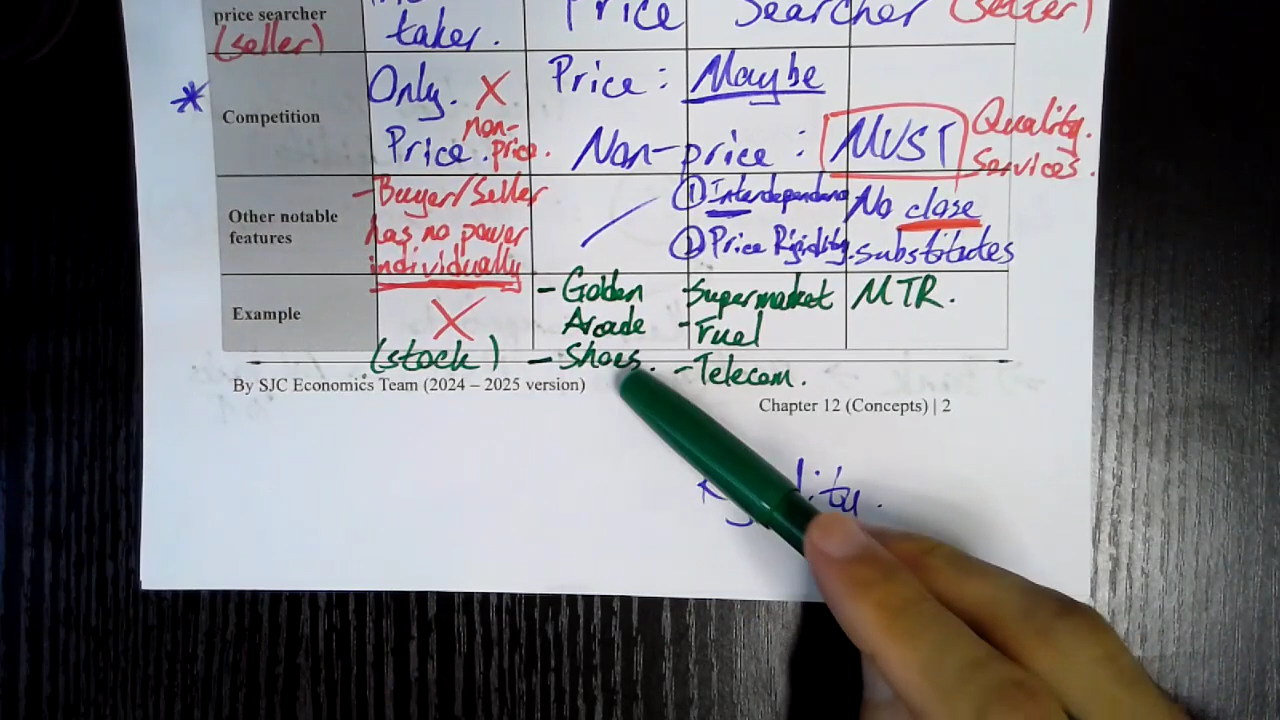 price searcher
(seller)
taker.
Price Searcher (seller)
*
Competition
Only. X
Price. non-
price.
Price : Maybe
Non-price : MUST
Quality.
Services.
Other notable
features
- Buyer/Seller
has no power
individually
① Interdependence
② Price Rigidity.
No close
substitutes
Example
X
(stock)
- Golden
Arcade
- Shoes.
Supermarket
- Fuel
- Telecom.
MTR.
By SJC Economics Team (2024 – 2025 version)
Chapter 12 (Concepts) | 2